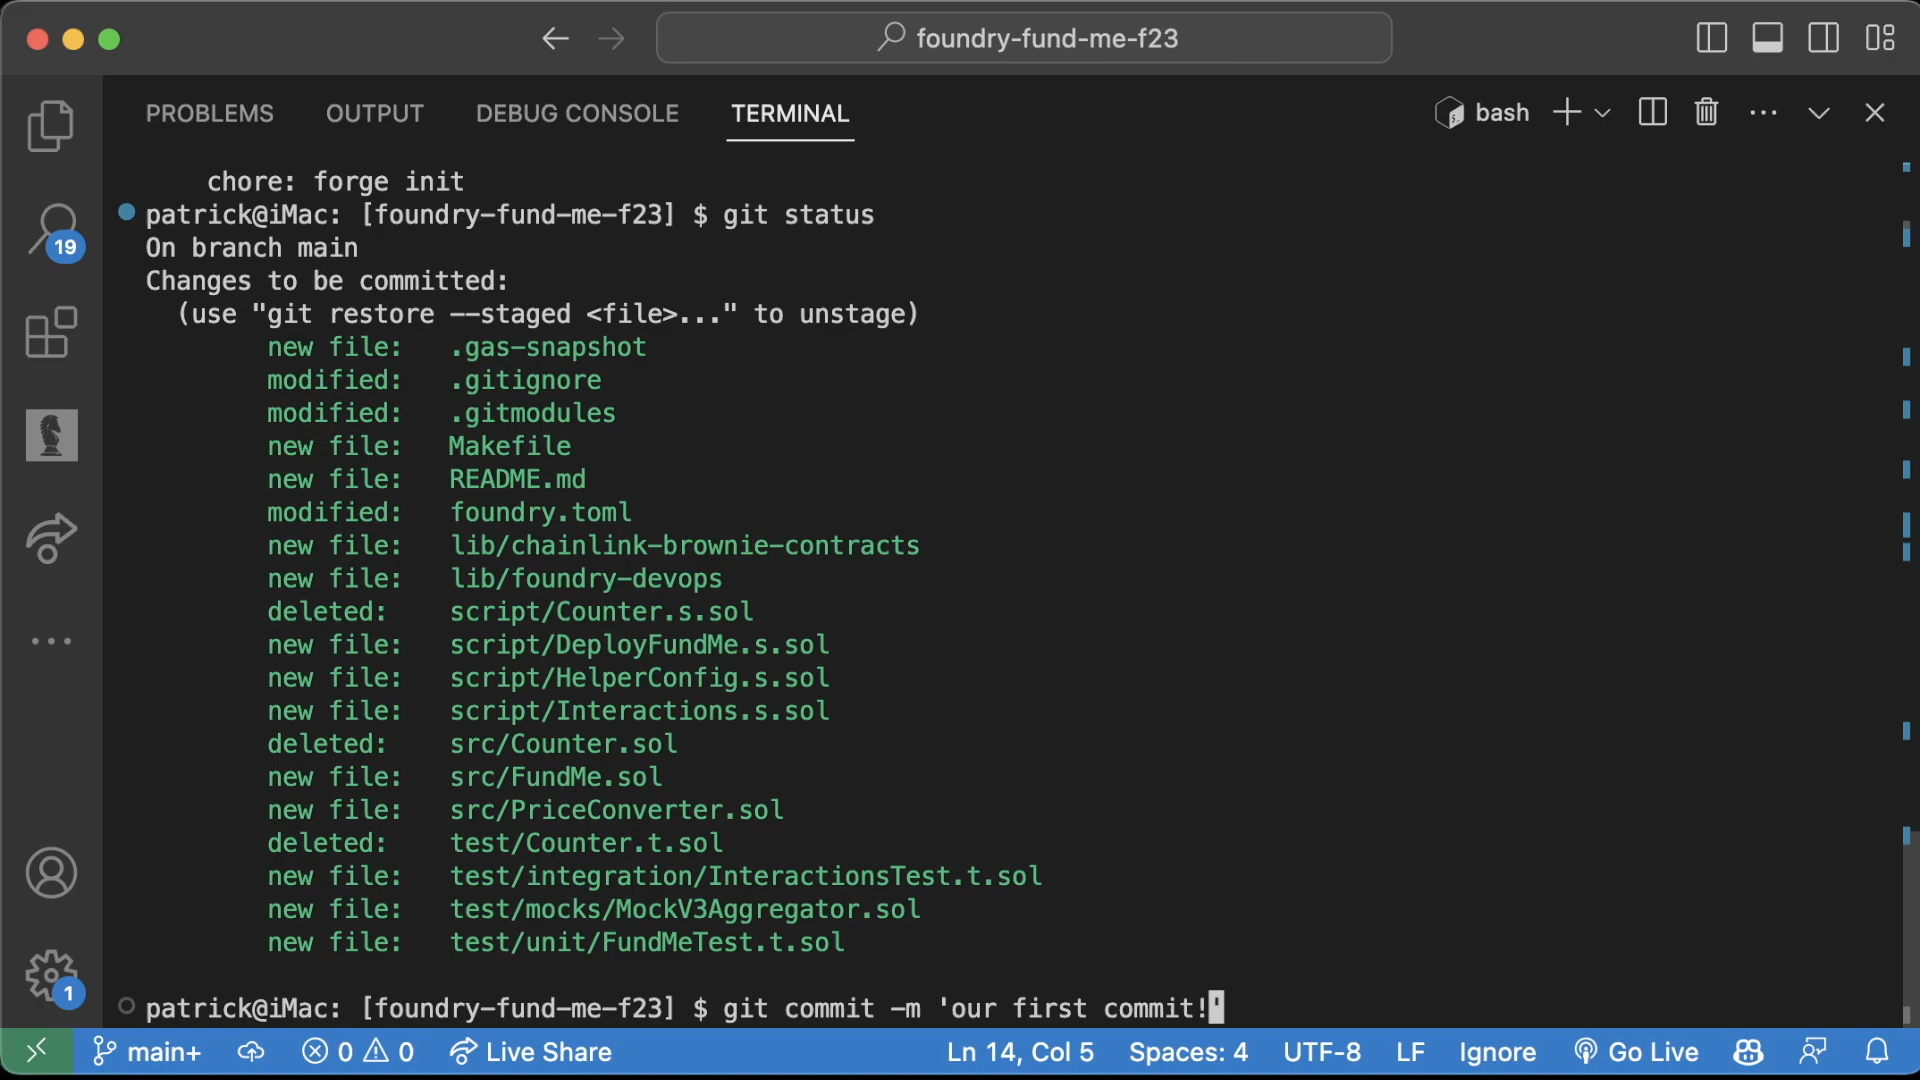 foundry-fund-me-f23
PROBLEMS OUTPUT DEBUG CONSOLE TERMINAL bash
chore: forge init
patrick@iMac: [foundry-fund-me-f23] $ git status
On branch main
Changes to be committed:
(use "git restore --staged <file>..." to unstage)
new file: .gas-snapshot
modified: .gitignore
modified: .gitmodules
new file: Makefile
new file: README.md
modified: foundry.toml
new file: lib/chainlink-brownie-contracts
new file: lib/foundry-devops
deleted: script/Counter.s.sol
new file: script/DeployFundMe.s.sol
new file: script/HelperConfig.s.sol
new file: script/Interactions.s.sol
deleted: src/Counter.sol
new file: src/FundMe.sol
new file: src/PriceConverter.sol
deleted: test/Counter.t.sol
new file: test/integration/InteractionsTest.t.sol
new file: test/mocks/MockV3Aggregator.sol
new file: test/unit/FundMeTest.t.sol
patrick@iMac: [foundry-fund-me-f23] $ git commit -m 'our first commit!'
19
1
main+ 0 0 Live Share Ln 14, Col 5 Spaces: 4 UTF-8 LF Ignore Go Live